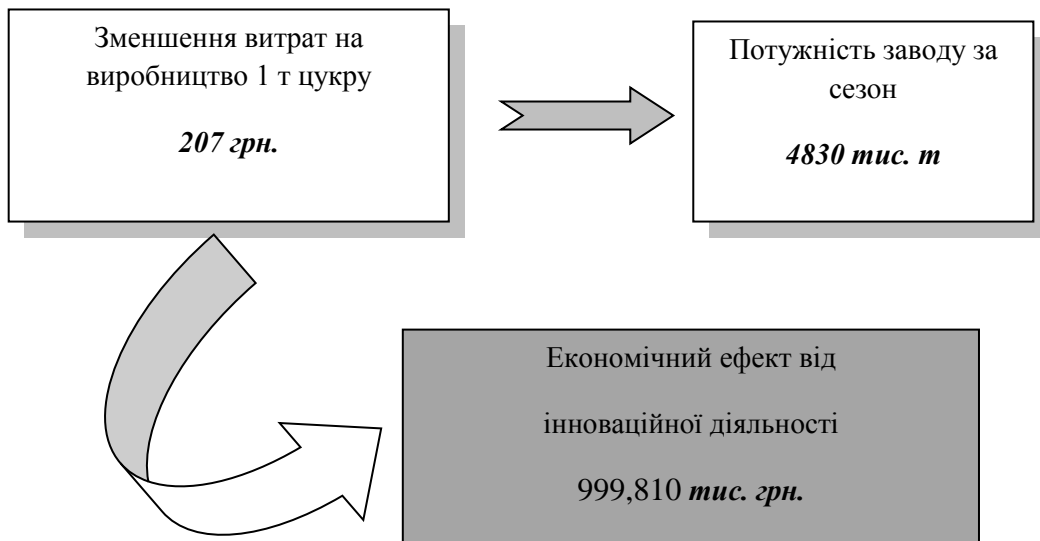 Зменшення витрат на
виробництво 1 т цукру
207 грн.
Потужність заводу за
сезон
4830 тис. т
Економічний ефект від
інноваційної діяльності
999,810 тис. грн.